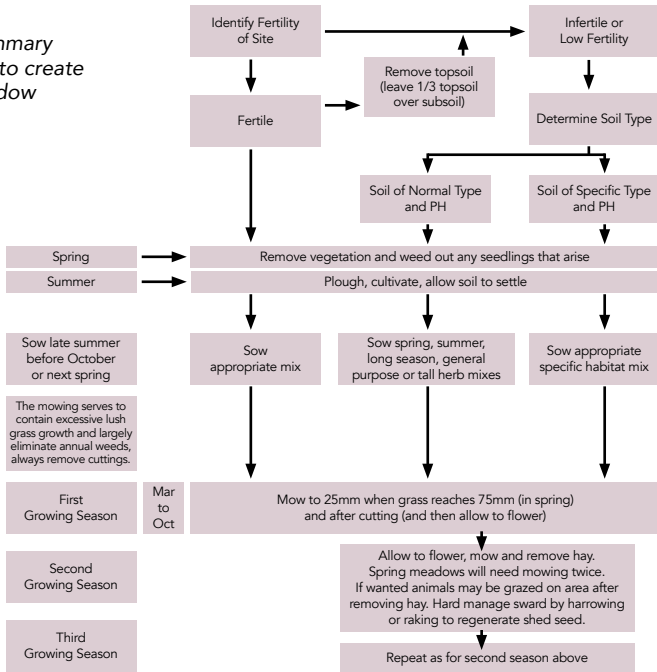 nmary
to create
dow
Identify Fertility
of Site
Infertile or
Low Fertility
Remove topsoil
(leave 1/3 topsoil
over subsoil)
Fertile
Determine Soil Type
Soil of Normal Type
and PH
Soil of Specific Type
and PH
Spring
Remove vegetation and weed out any seedlings that arise
Summer
Plough, cultivate, allow soil to settle
Sow late summer
before October
or next spring
Sow
appropriate mix
Sow spring, summer,
long season, general
purpose or tall herb mixes
Sow appropriate
specific habitat mix
The mowing serves to
contain excessive lush
grass growth and largely
eliminate annual weeds,
always remove cuttings.
First
Growing Season
Mar
to
Oct
Mow to 25mm when grass reaches 75mm (in spring)
and after cutting (and then allow to flower)
Second
Growing Season
Allow to flower, mow and remove hay.
Spring meadows will need mowing twice.
If wanted animals may be grazed on area after
removing hay. Hard manage sward by harrowing
or raking to regenerate shed seed.
Third
Growing Season
Repeat as for second season above